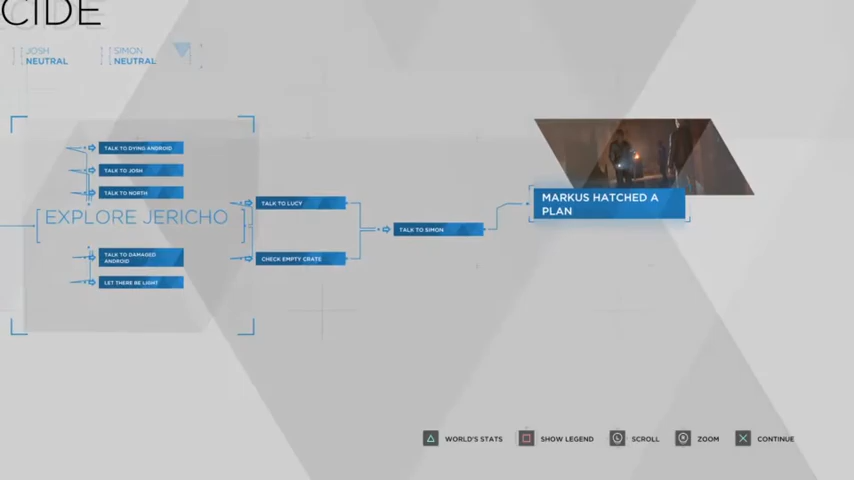 CIDE
JOSH
NEUTRAL
SIMON
NEUTRAL
TALK TO DYING ANDROID
TALK TO JOSH
TALK TO NORTH
EXPLORE JERICHO
TALK TO DAMAGED
ANDROID
LET THERE BE LIGHT
TALK TO LUCY
CHECK EMPTY CRATE
TALK TO SIMON
MARKUS HATCHED A
PLAN
WORLD'S STATS
SHOW LEGEND
L
SCROLL
R
ZOOM
CONTINUE